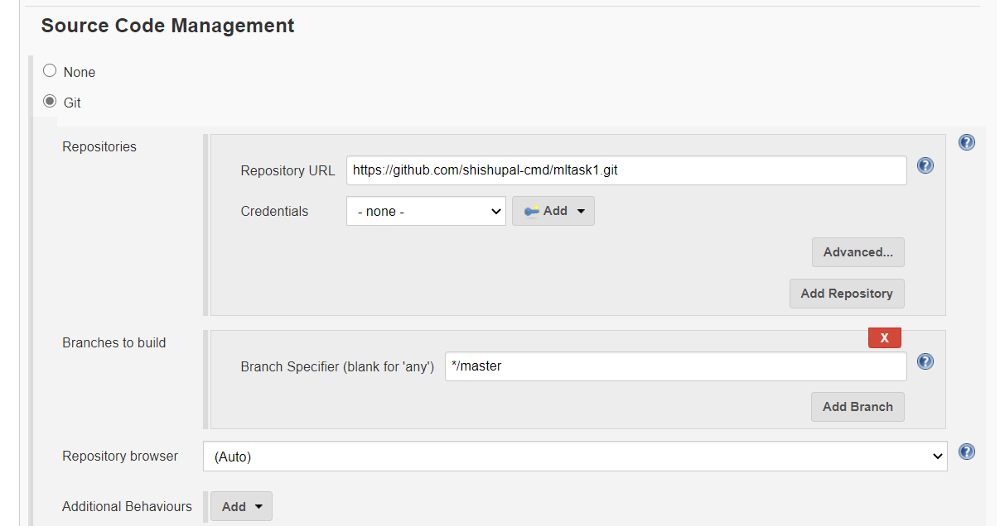 Source Code Management
None
Git
Repositories
Repository URL https://github.com/shishupal-cmd/mltask1.git
Credentials - none - Add
Advanced...
Add Repository
Branches to build
X
Branch Specifier (blank for 'any') */master
Add Branch
Repository browser (Auto)
Additional Behaviours Add